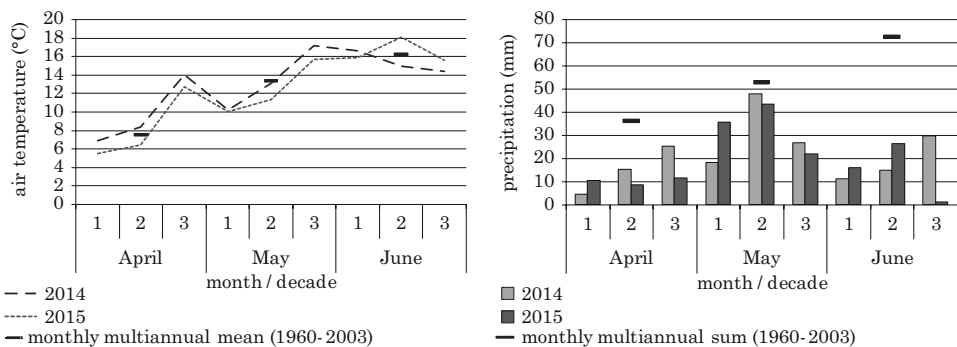 20
18
16
14
12
10
8
6
4
2
0
air temperature (°C)
1 2 3 1 2 3 1 2 3
April May June
month / decade
2014
2015
monthly multiannual mean (1960-2003)
80
70
60
50
40
30
20
10
0
precipitation (mm)
1 2 3 1 2 3 1 2 3
April May June
month / decade
2014
2015
monthly multiannual sum (1960-2003)